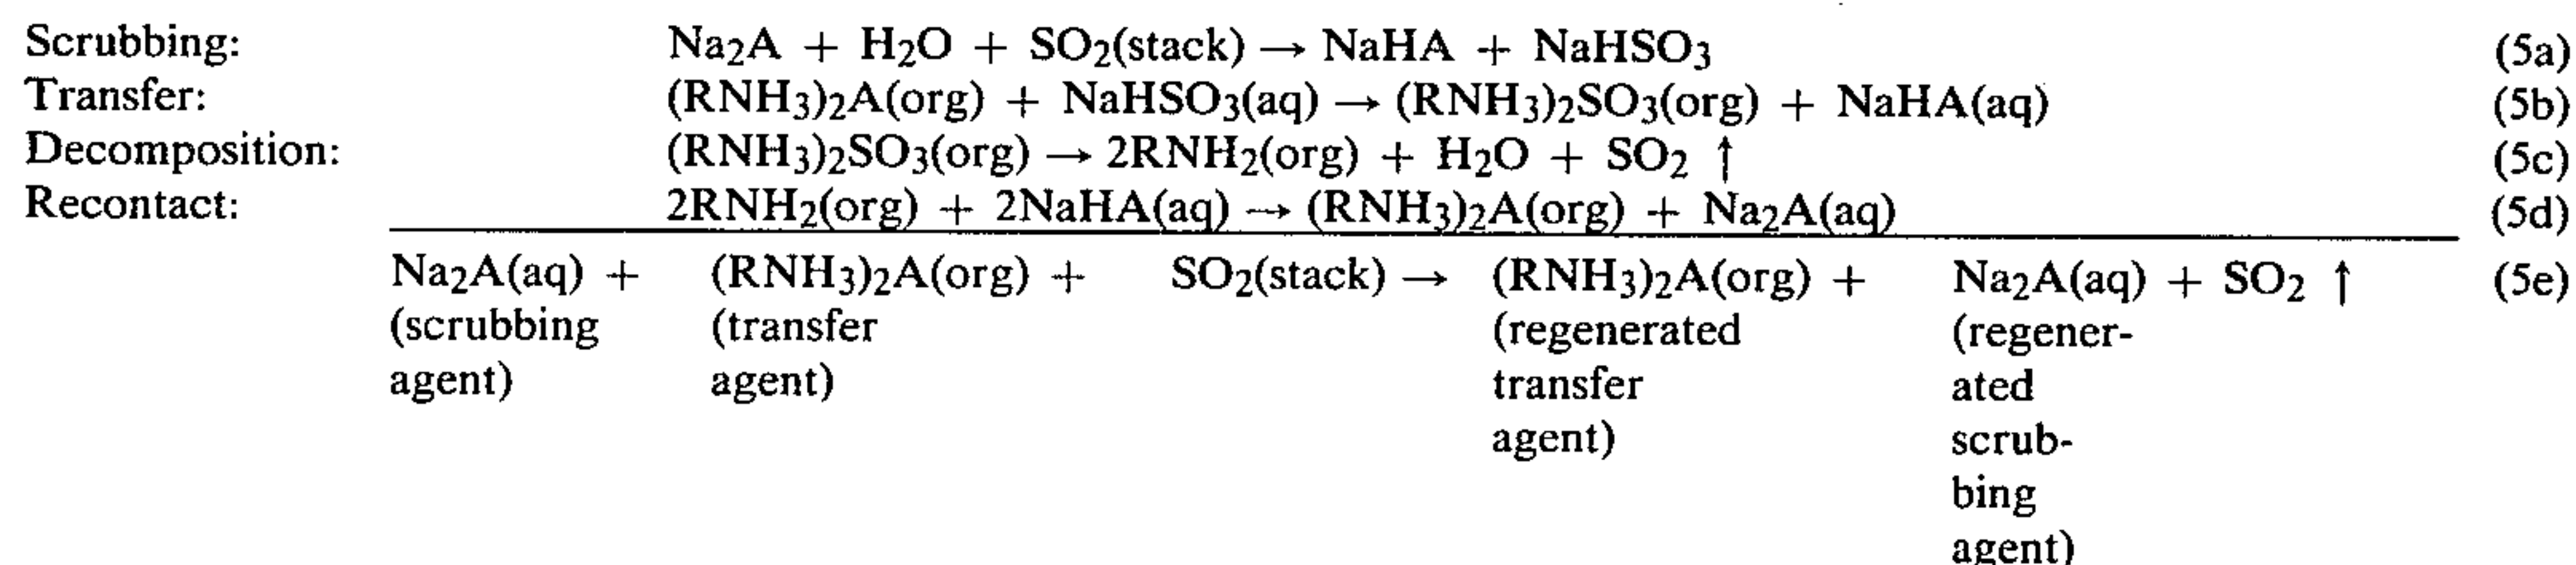 Scrubbing: Na2A + H2O + SO2(stack) → NaHA + NaHSO3 (5a)
Transfer: (RNH3)2A(org) + NaHSO3(aq) → (RNH3)2SO3(org) + NaHA(aq) (5b)
Decomposition: (RNH3)2SO3(org) → 2RNH2(org) + H2O + SO2 ↑ (5c)
Recontact: 2RNH2(org) + 2NaHA(aq) → (RNH3)2A(org) + Na2A(aq) (5d)
Na2A(aq) + (RNH3)2A(org) + SO2(stack) → (RNH3)2A(org) + Na2A(aq) + SO2 ↑ (5e)
(scrubbing (transfer (regenerated (regener-
agent) agent) transfer ated
agent) scrub-
bing
agent)